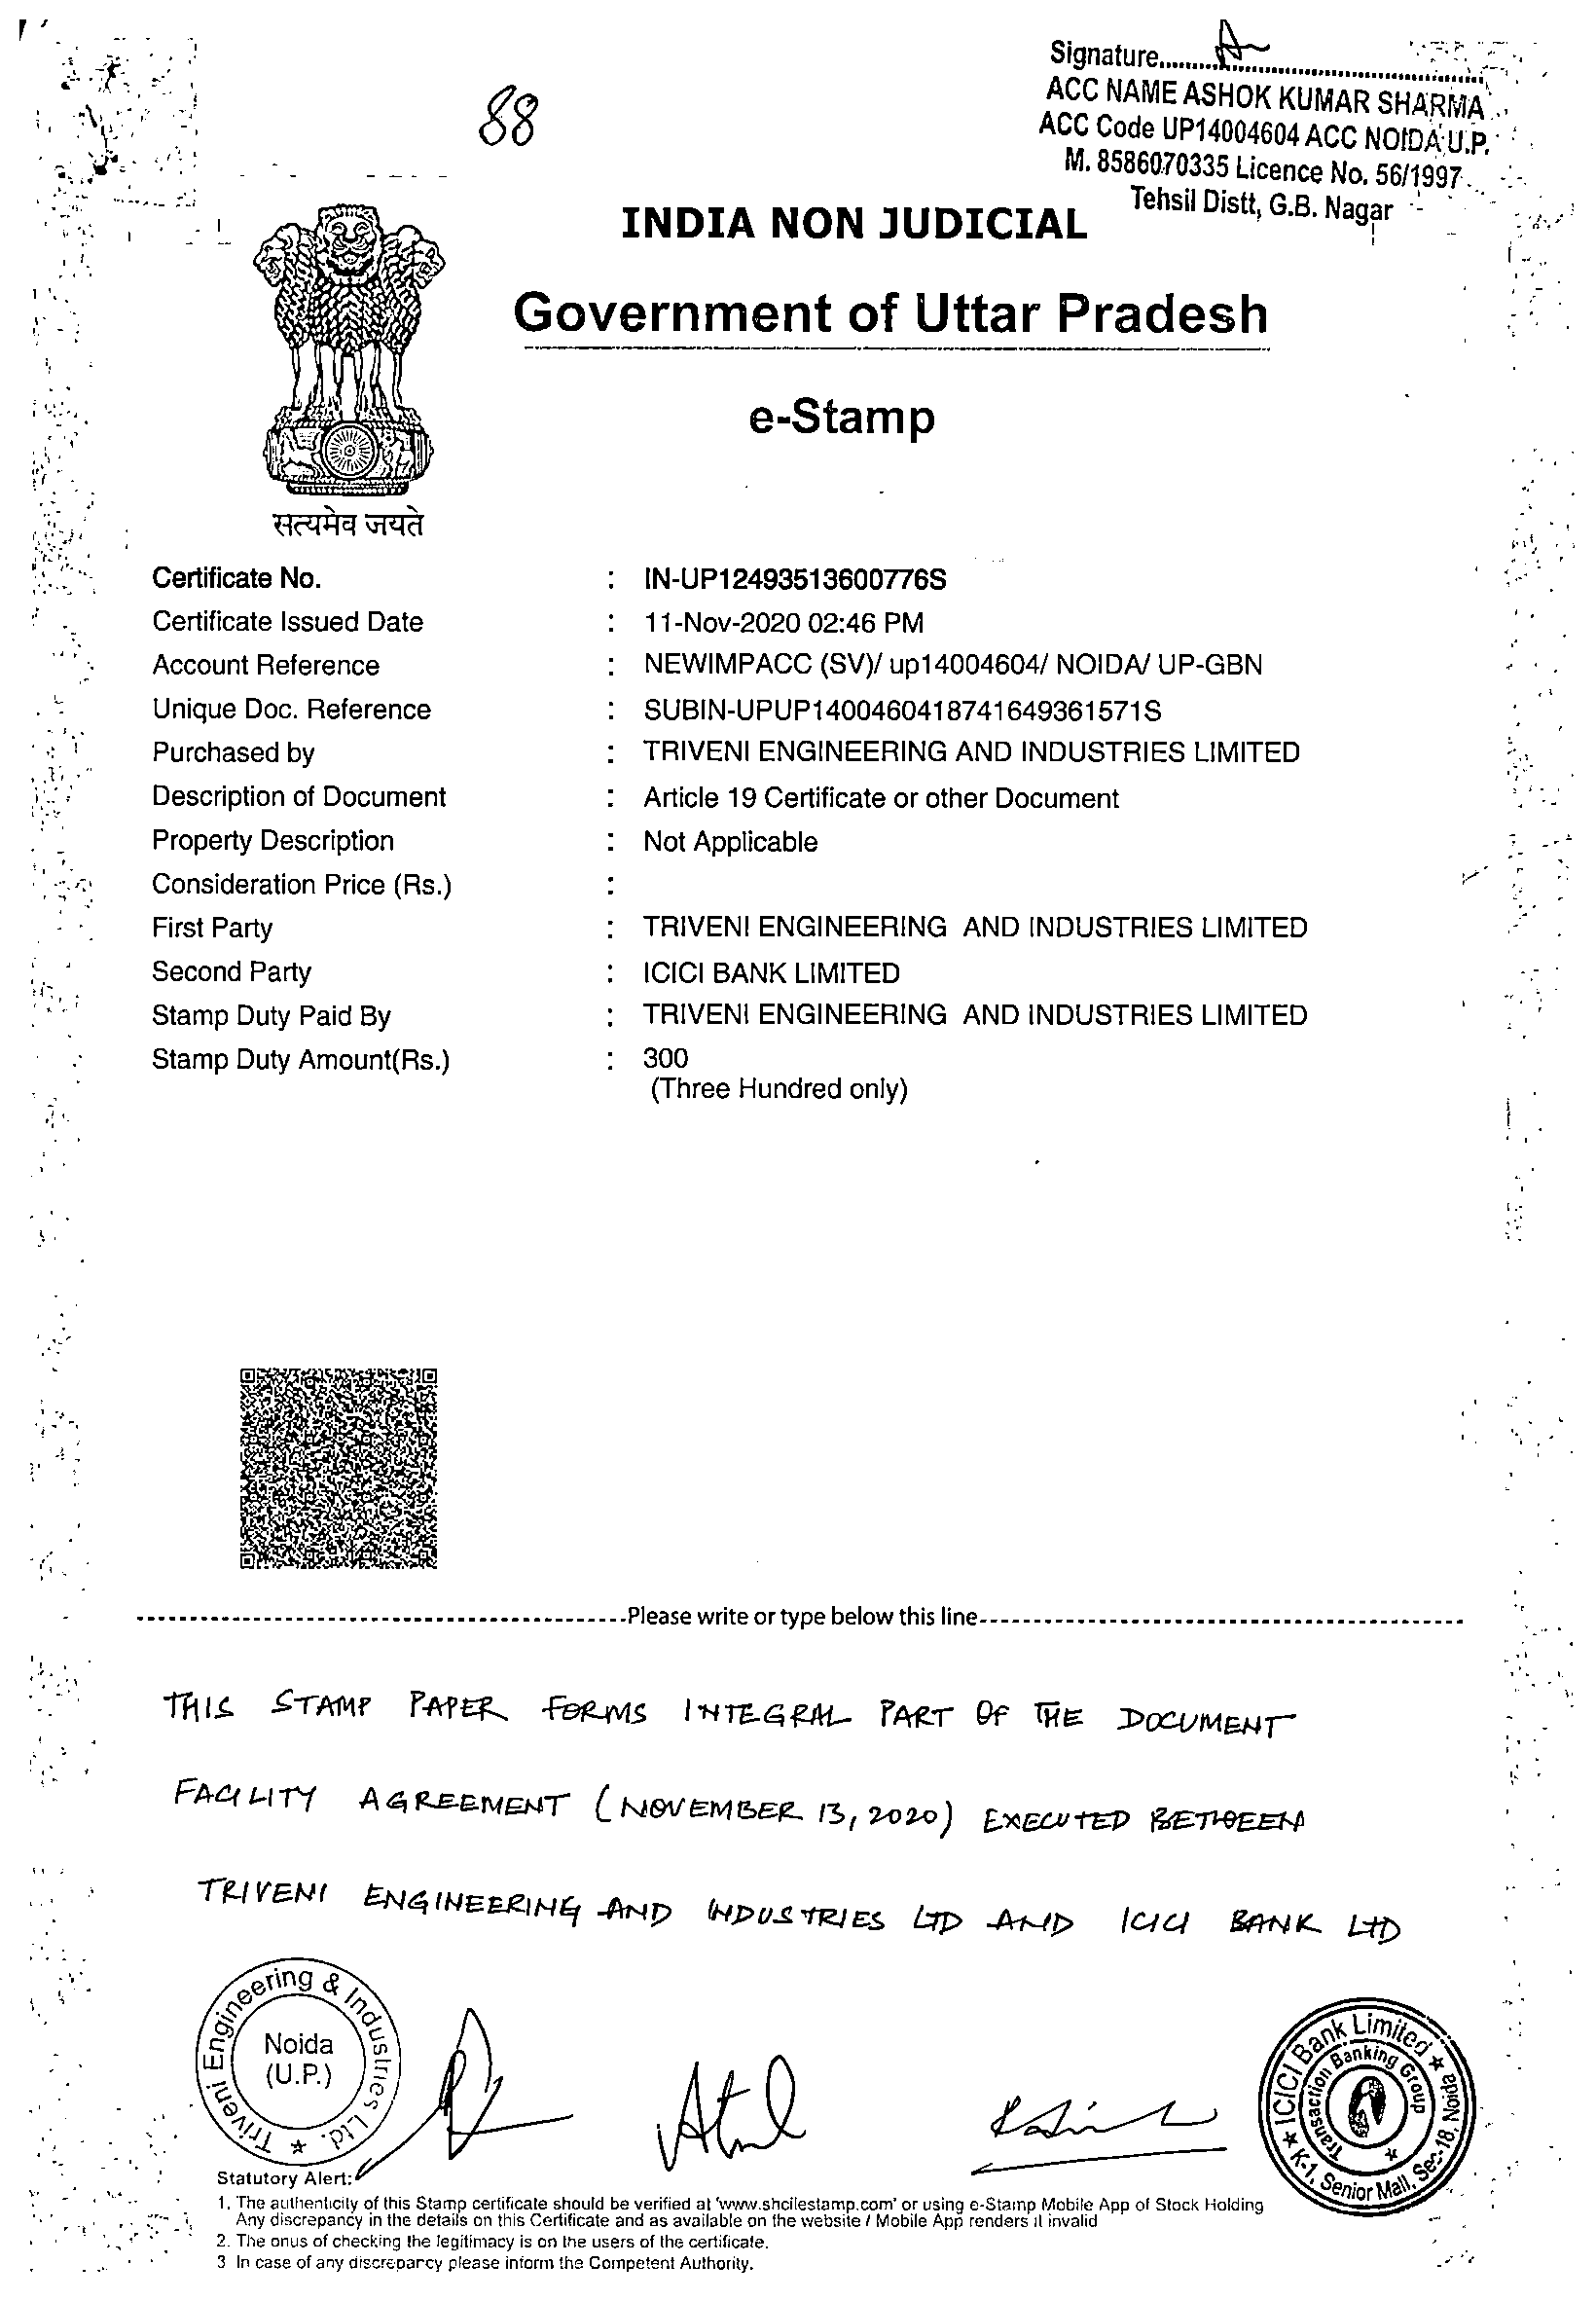 Signature
ACC NAME ASHOK KUMAR SHARMA
ACC Code UP14004604 ACC NOIDA U.P.
M. 8586070335 Licence No. 56/1997
Tehsil Distt, G.B. Nagar
88
INDIA NON JUDICIAL
Government of Uttar Pradesh
e-Stamp
सत्यमेव जयते
Certificate No. : IN-UP12493513600776S
Certificate Issued Date : 11-Nov-2020 02:46 PM
Account Reference : NEWIMPACC (SV)/ up14004604/ NOIDA/ UP-GBN
Unique Doc. Reference : SUBIN-UPUP1400460418741649361571S
Purchased by : TRIVENI ENGINEERING AND INDUSTRIES LIMITED
Description of Document : Article 19 Certificate or other Document
Property Description : Not Applicable
Consideration Price (Rs.) :
First Party : TRIVENI ENGINEERING AND INDUSTRIES LIMITED
Second Party : ICICI BANK LIMITED
Stamp Duty Paid By : TRIVENI ENGINEERING AND INDUSTRIES LIMITED
Stamp Duty Amount(Rs.) : 300
(Three Hundred only)
Please write or type below this line
THIS STAMP PAPER FORMS INTEGRAL PART OF THE DOCUMENT
FACILITY AGREEMENT (NOVEMBER 13, 2020) EXECUTED BETWEEN
TRIVENI ENGINEERING AND INDUSTRIES LTD AND ICICI BANK LTD
Triveni Engineering & Industries Ltd.
Noida
(U.P.)
Atul
ICICI Bank Limited
Transaction Banking Group
K-1, Senior Mall, Sec-18, Noida
Statutory Alert:
1. The authenticity of this Stamp certificate should be verified at 'www.shcilestamp.com' or using e-Stamp Mobile App of Stock Holding
Any discrepancy in the details on this Certificate and as available on the website / Mobile App renders it invalid
2. The onus of checking the legitimacy is on the users of the certificate.
3 In case of any discreparcy please inform the Competent Authority.